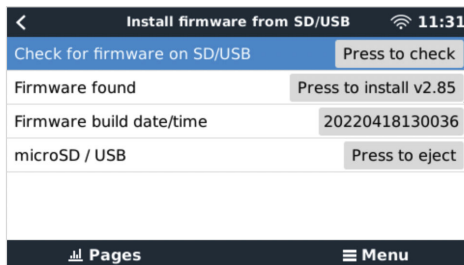 Install firmware from SD/USB 11:31
Check for firmware on SD/USB Press to check
Firmware found Press to install v2.85
Firmware build date/time 20220418130036
microSD / USB Press to eject
Pages Menu